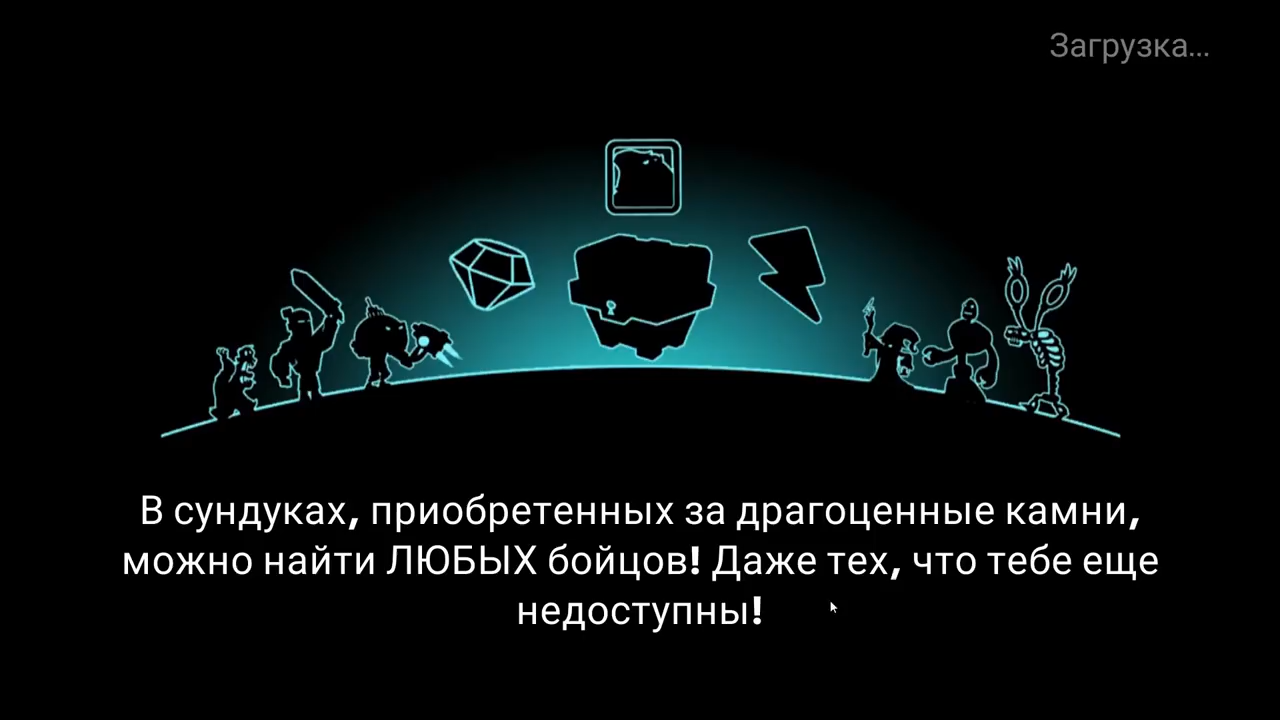 Загрузка...
В сундуках, приобретенных за драгоценные камни,
можно найти ЛЮБЫХ бойцов! Даже тех, что тебе еще
недоступны!